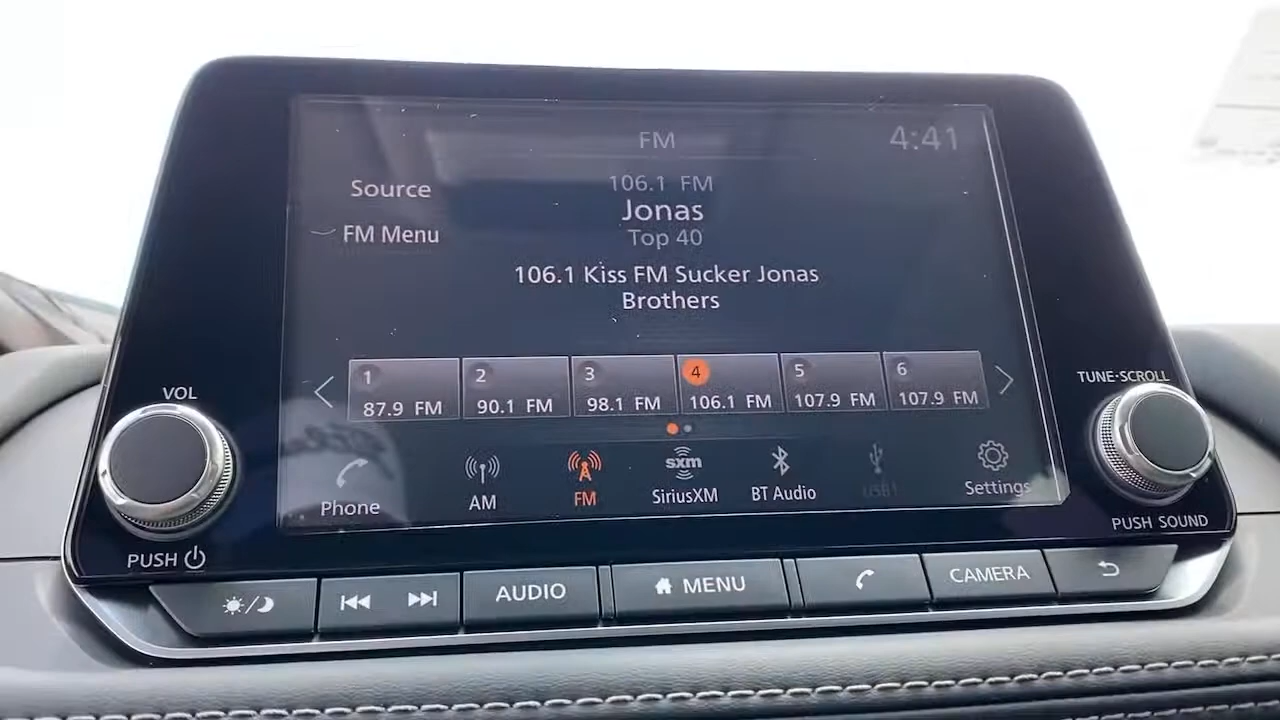 FM
4:41
Source
106.1 FM
Jonas
FM Menu
Top 40
106.1 Kiss FM Sucker Jonas
Brothers
1
2
3
4
5
6
87.9 FM
90.1 FM
98.1 FM
106.1 FM
107.9 FM
107.9 FM
VOL
TUNE·SCROLL
Phone
AM
FM
sxm
SiriusXM
BT Audio
USB1
Settings
PUSH
PUSH SOUND
AUDIO
MENU
CAMERA